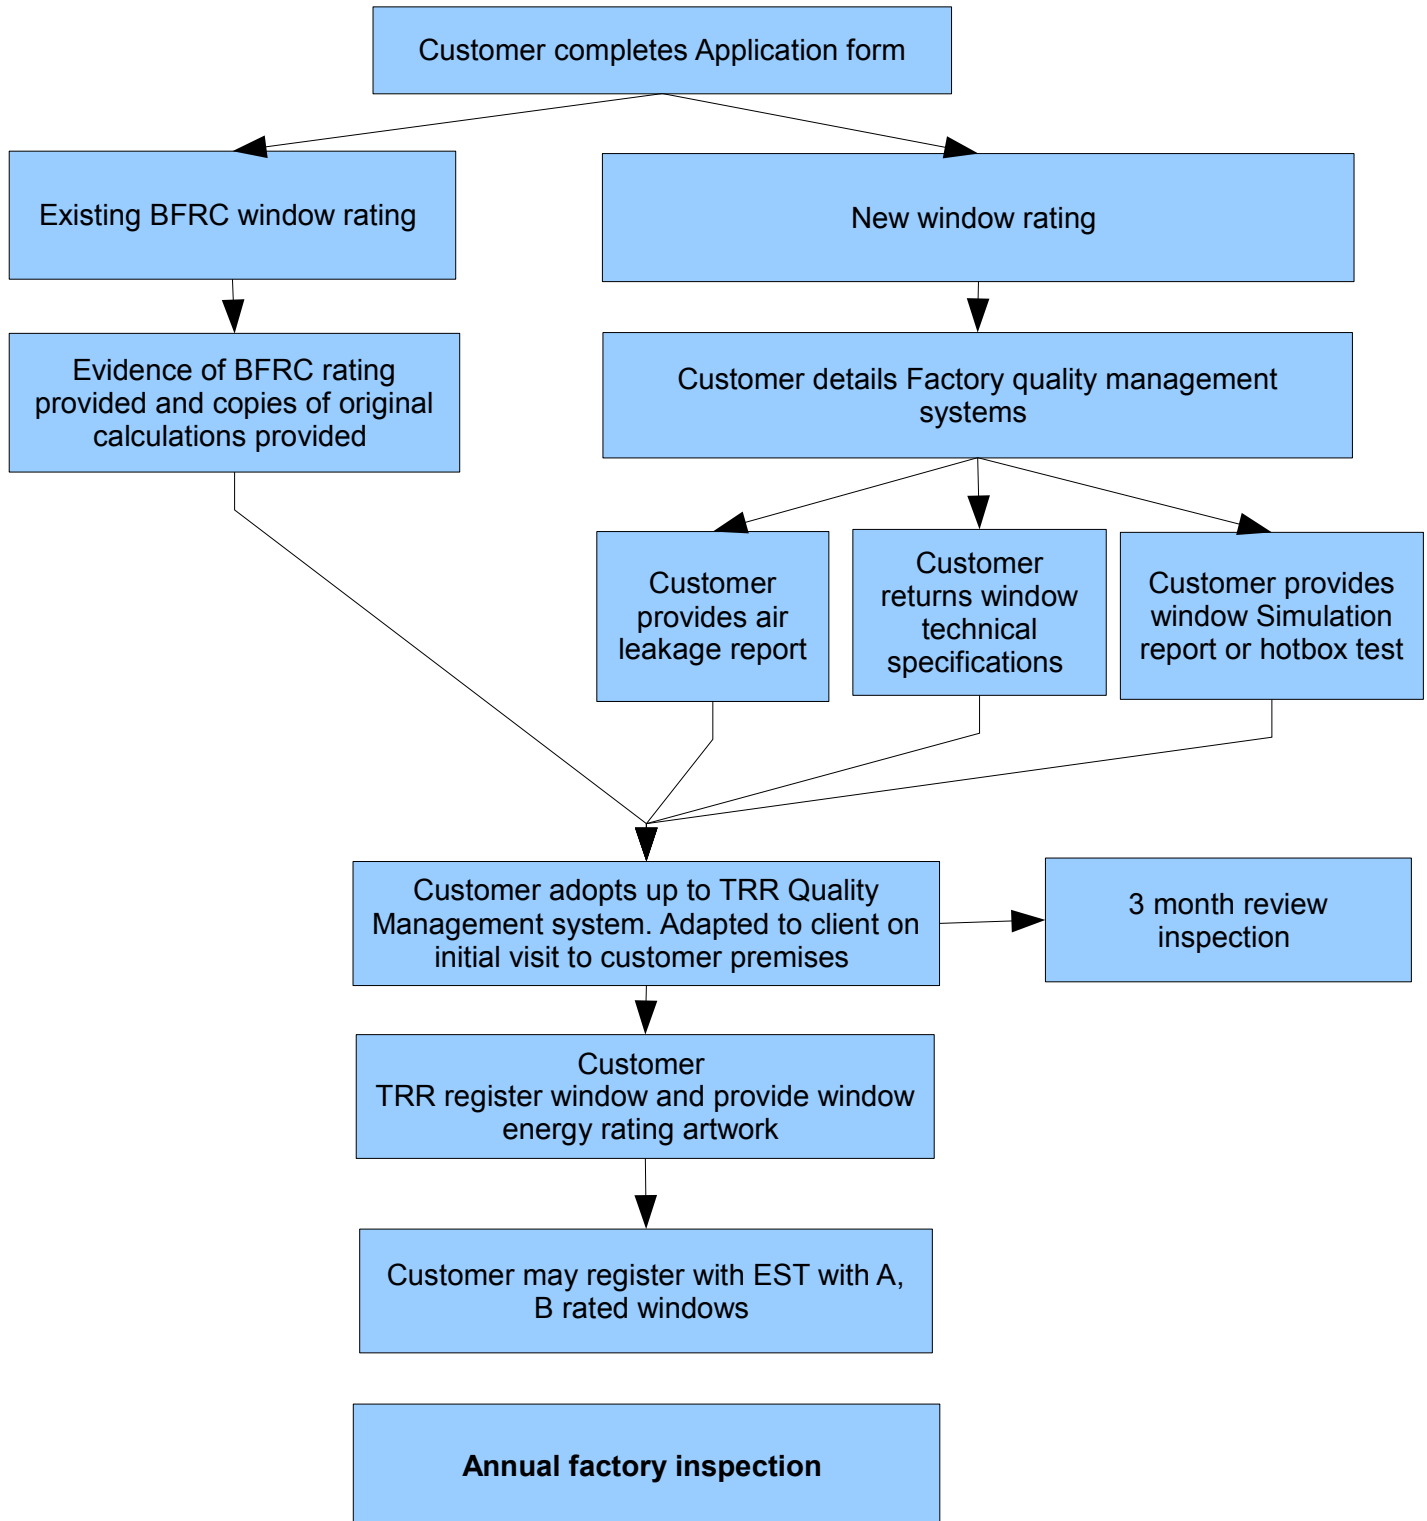 Customer completes Application form
Existing BFRC window rating
New window rating
Evidence of BFRC rating
provided and copies of original
calculations provided
Customer details Factory quality management
systems
Customer
provides air
leakage report
Customer
returns window
technical
specifications
Customer provides
window Simulation
report or hotbox test
Customer adopts up to TRR Quality
Management system. Adapted to client on
initial visit to customer premises
3 month review
inspection
Customer
TRR register window and provide window
energy rating artwork
Customer may register with EST with A,
B rated windows
Annual factory inspection